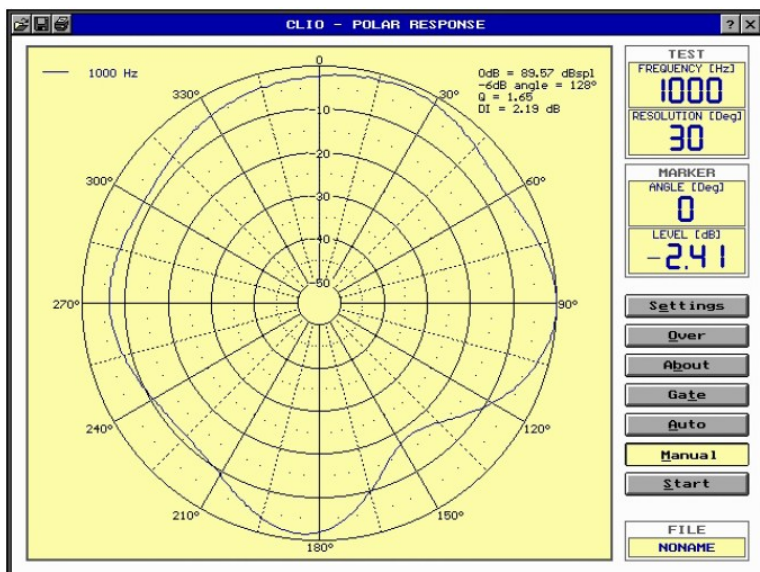 CLIO - POLAR RESPONSE
? ×
1000 Hz
0dB = 89.57 dBspl
-6dB angle = 128°
Q = 1.65
DI = 2.19 dB
0
30°
60°
90°
120°
150°
180°
210°
240°
270°
300°
330°
-10
-20
-30
-40
-50
TEST
FREQUENCY [Hz]
1000
RESOLUTION [Deg]
30
MARKER
ANGLE [Deg]
0
LEVEL [dB]
-2.41
Settings
Over
About
Gate
Auto
Manual
Start
FILE
NONAME